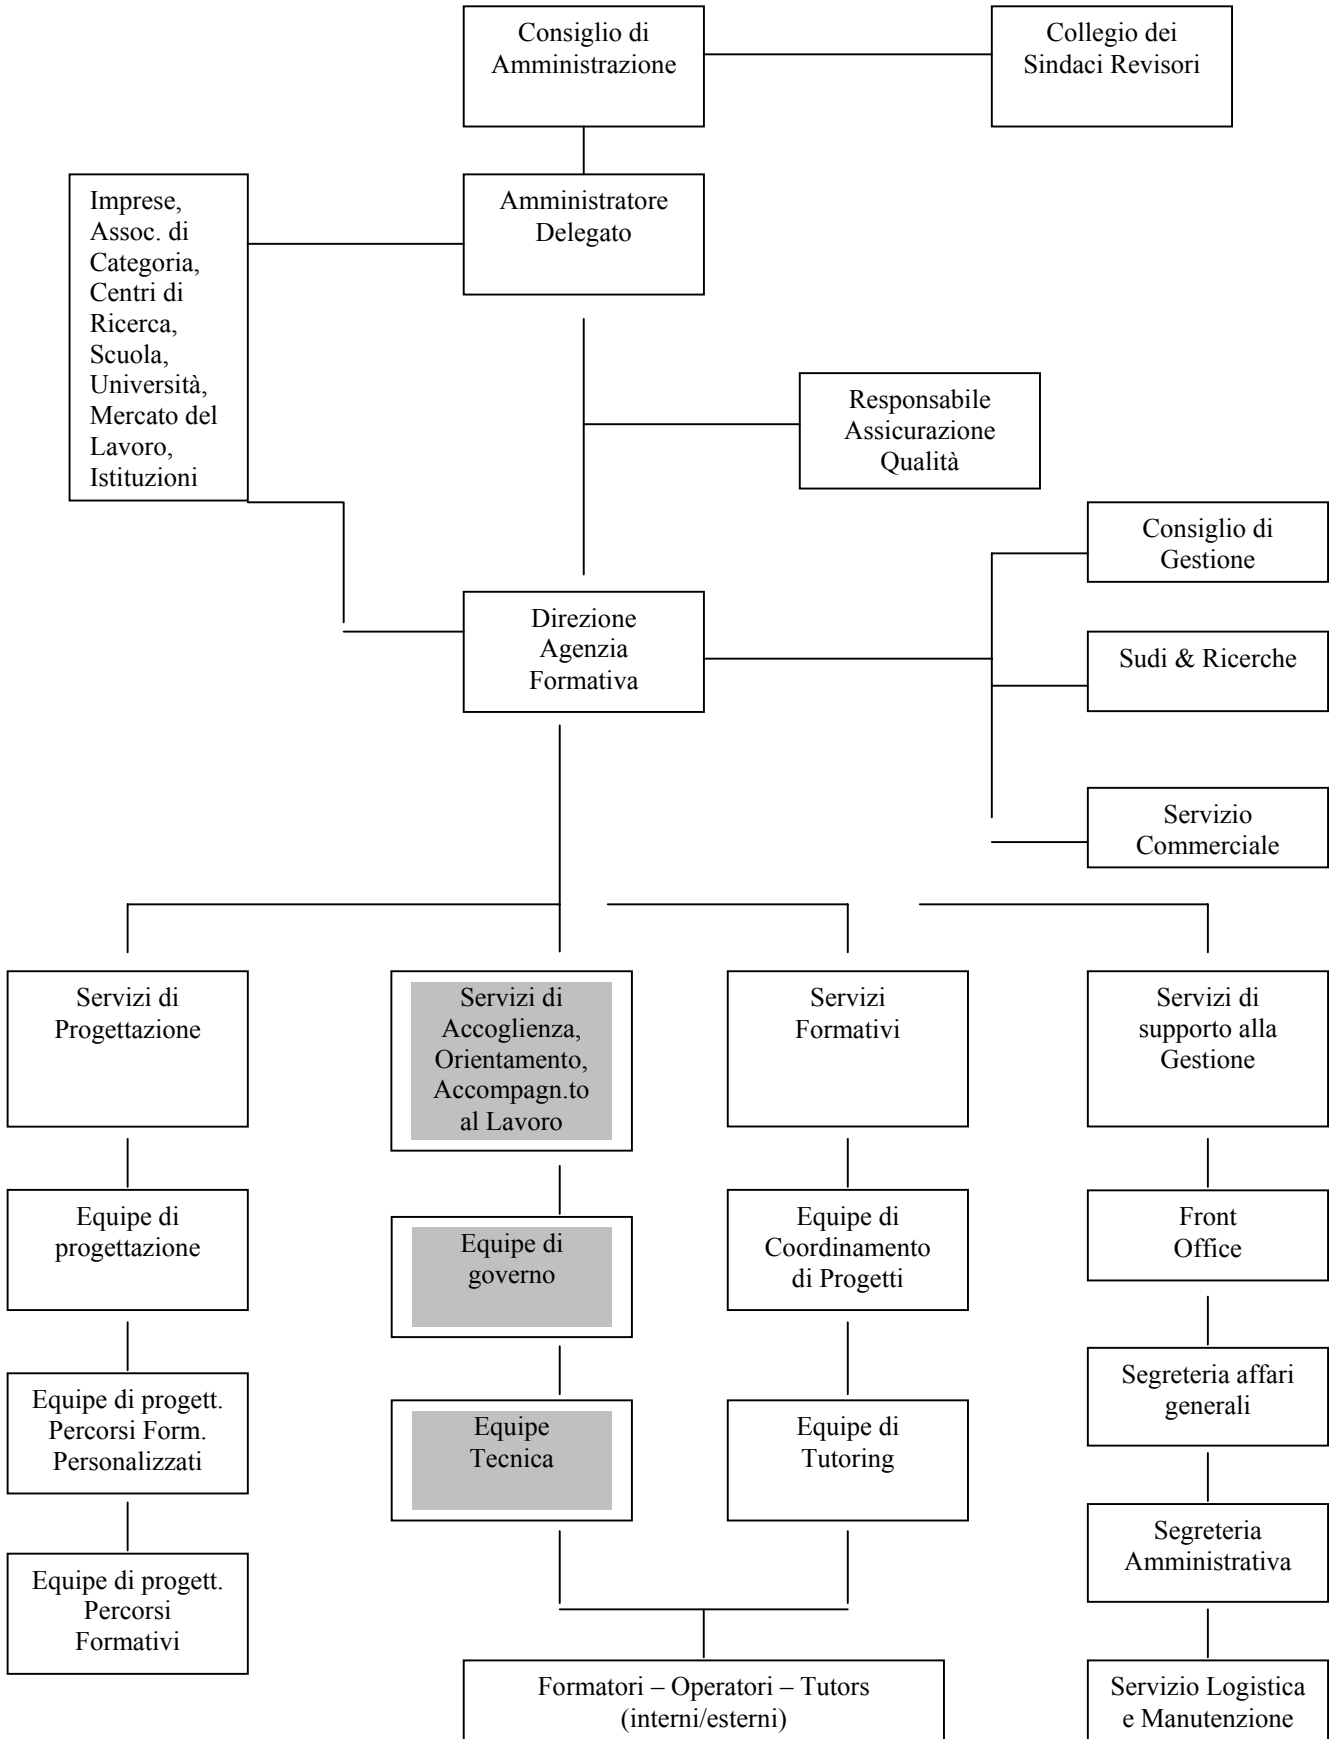 Consiglio di
Amministrazione
Collegio dei
Sindaci Revisori
Imprese,
Assoc. di
Categoria,
Centri di
Ricerca,
Scuola,
Università,
Mercato del
Lavoro,
Istituzioni
Amministratore
Delegato
Responsabile
Assicurazione
Qualità
Consiglio di
Gestione
Direzione
Agenzia
Formativa
Sudi & Ricerche
Servizio
Commerciale
Servizi di
Progettazione
Servizi di
Accoglienza,
Orientamento,
Accompagn.to
al Lavoro
Servizi
Formativi
Servizi di
supporto alla
Gestione
Equipe di
progettazione
Equipe di
governo
Equipe di
Coordinamento
di Progetti
Front
Office
Equipe di progett.
Percorsi Form.
Personalizzati
Equipe
Tecnica
Equipe di
Tutoring
Segreteria affari
generali
Segreteria
Amministrativa
Equipe di progett.
Percorsi
Formativi
Formatori – Operatori – Tutors
(interni/esterni)
Servizio Logistica
e Manutenzione